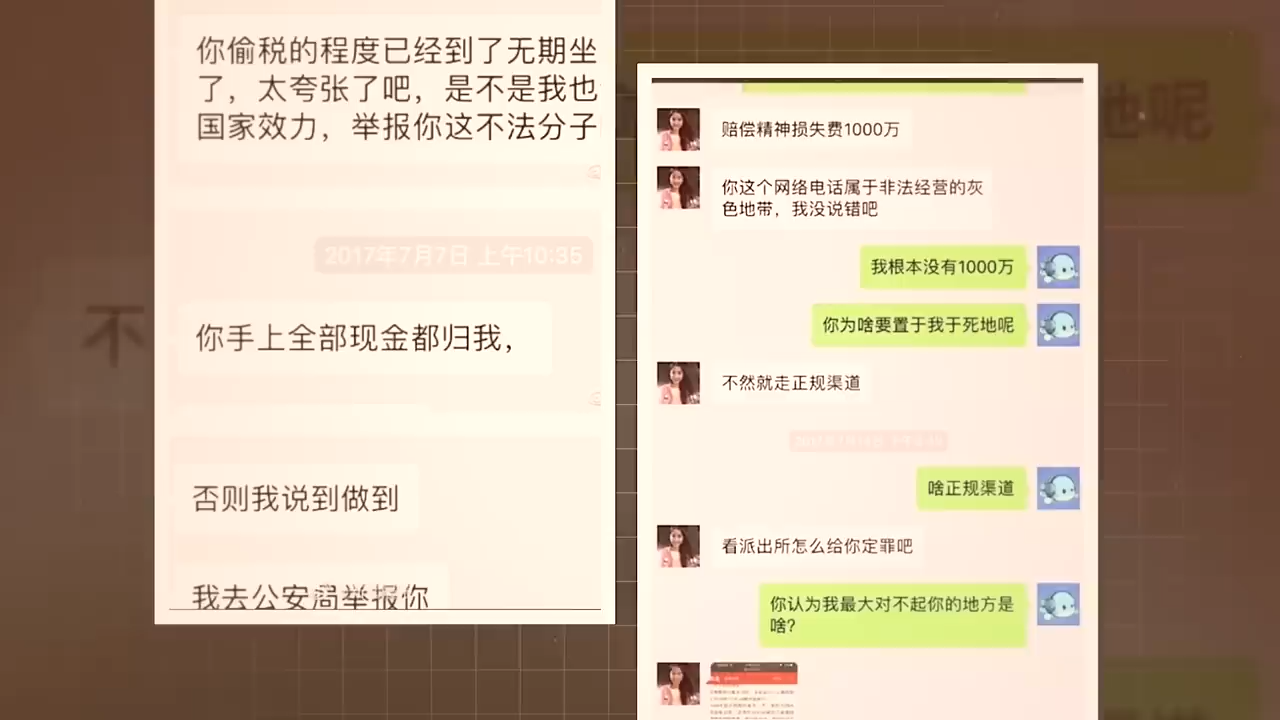 你偷税的程度已经到了无期坐
了，太夸张了吧，是不是我也
国家效力，举报你这不法分子
2017年7月7日 上午10:35
你手上全部现金都归我，
否则我说到做到
我去公安局举报你
赔偿精神损失费1000万
你这个网络电话属于非法经营的灰
色地带，我没说错吧
我根本没有1000万
你为啥要置于我于死地呢
不然就走正规渠道
啥正规渠道
看派出所怎么给你定罪吧
你认为我最大对不起你的地方是
啥?
不
地呢